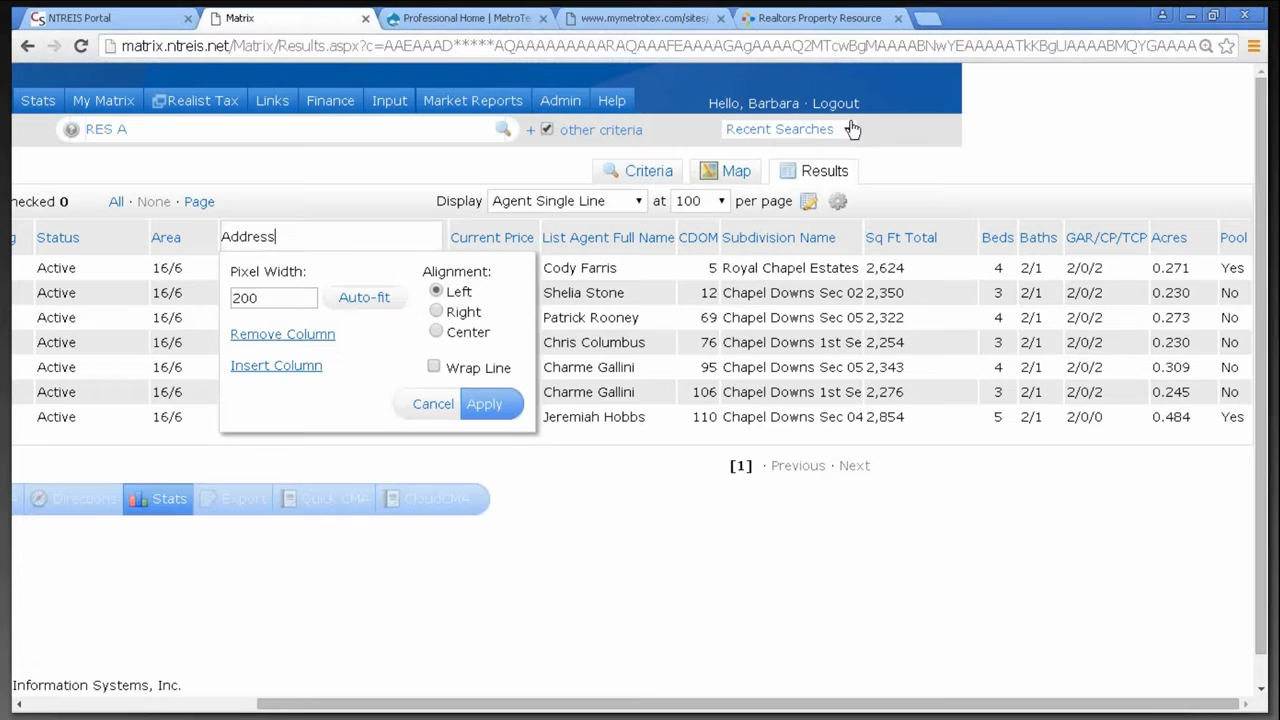 NTREIS Portal
Matrix
Professional Home | MetroTe
www.mymetrotex.com/sites/
Realtors Property Resource
matrix.ntreis.net/Matrix/Results.aspx?c=AAEAAAD*****AQAAAAAAAAARAQAAAFEAAAAGAgAAAAQ2MTcwBgMAAAABNwYEAAAAATkKBgUAAAABMQYGAAAA
Stats My Matrix Realist Tax Links Finance Input Market Reports Admin Help
Hello, Barbara · Logout
RES A
+ other criteria
Recent Searches
Criteria Map Results
hecked 0 All · None · Page Display Agent Single Line at 100 per page
g Status Area Address Current Price List Agent Full Name CDOM Subdivision Name Sq Ft Total Beds Baths GAR/CP/TCP Acres Pool
Active 16/6 Cody Farris 5 Royal Chapel Estates 2,624 4 2/1 2/0/2 0.271 Yes
Active 16/6 Shelia Stone 12 Chapel Downs Sec 02 2,350 3 2/1 2/0/2 0.230 No
Active 16/6 Patrick Rooney 69 Chapel Downs Sec 05 2,322 4 2/1 2/0/2 0.273 No
Active 16/6 Chris Columbus 76 Chapel Downs 1st Se 2,254 3 2/1 2/0/2 0.230 No
Active 16/6 Charme Gallini 95 Chapel Downs Sec 05 2,343 4 2/1 2/0/2 0.309 No
Active 16/6 Charme Gallini 106 Chapel Downs 1st Se 2,276 3 2/1 2/0/2 0.245 No
Active 16/6 Jeremiah Hobbs 110 Chapel Downs Sec 04 2,854 5 2/1 2/0/0 0.484 Yes
Pixel Width:
200 Auto-fit
Remove Column
Insert Column
Alignment:
Left
Right
Center
Wrap Line
Cancel Apply
[1] · Previous · Next
Directions Stats Export Quick CMA CloudCMA
Information Systems, Inc.